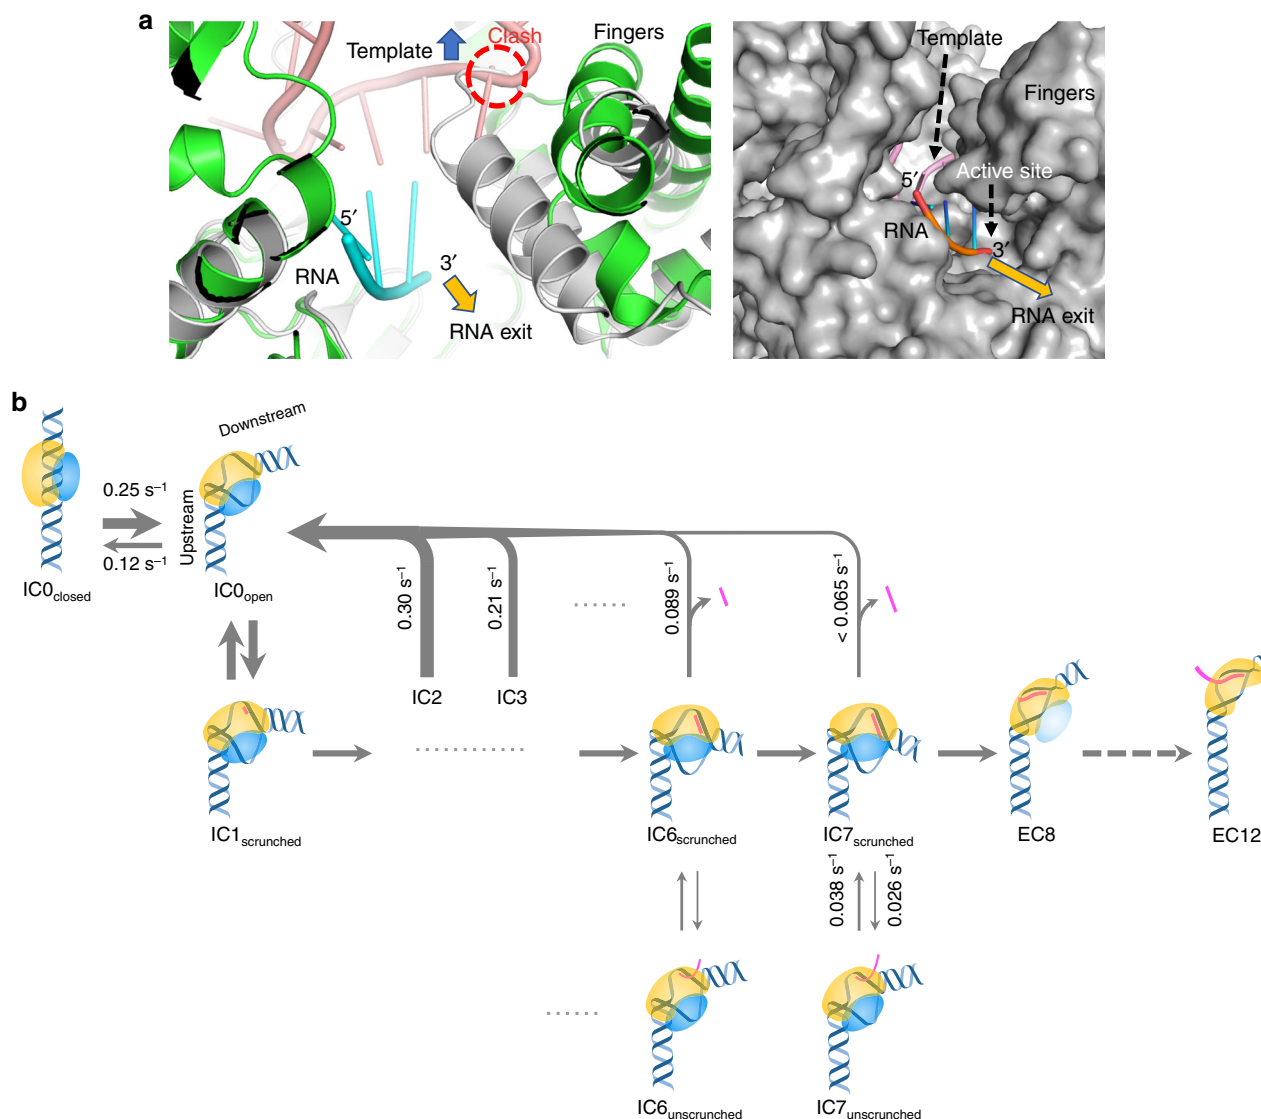 a
Template
Clash
Fingers
5′
RNA
3′
RNA exit
Template
Fingers
Active site
5′
RNA
3′
RNA exit
b
Downstream
Upstream
0.25 s⁻¹
0.12 s⁻¹
IC0closed
IC0open
0.30 s⁻¹
0.21 s⁻¹
0.089 s⁻¹
< 0.065 s⁻¹
IC2
IC3
IC1scrunched
IC6scrunched
IC7scrunched
EC8
EC12
0.038 s⁻¹
0.026 s⁻¹
IC6unscrunched
IC7unscrunched